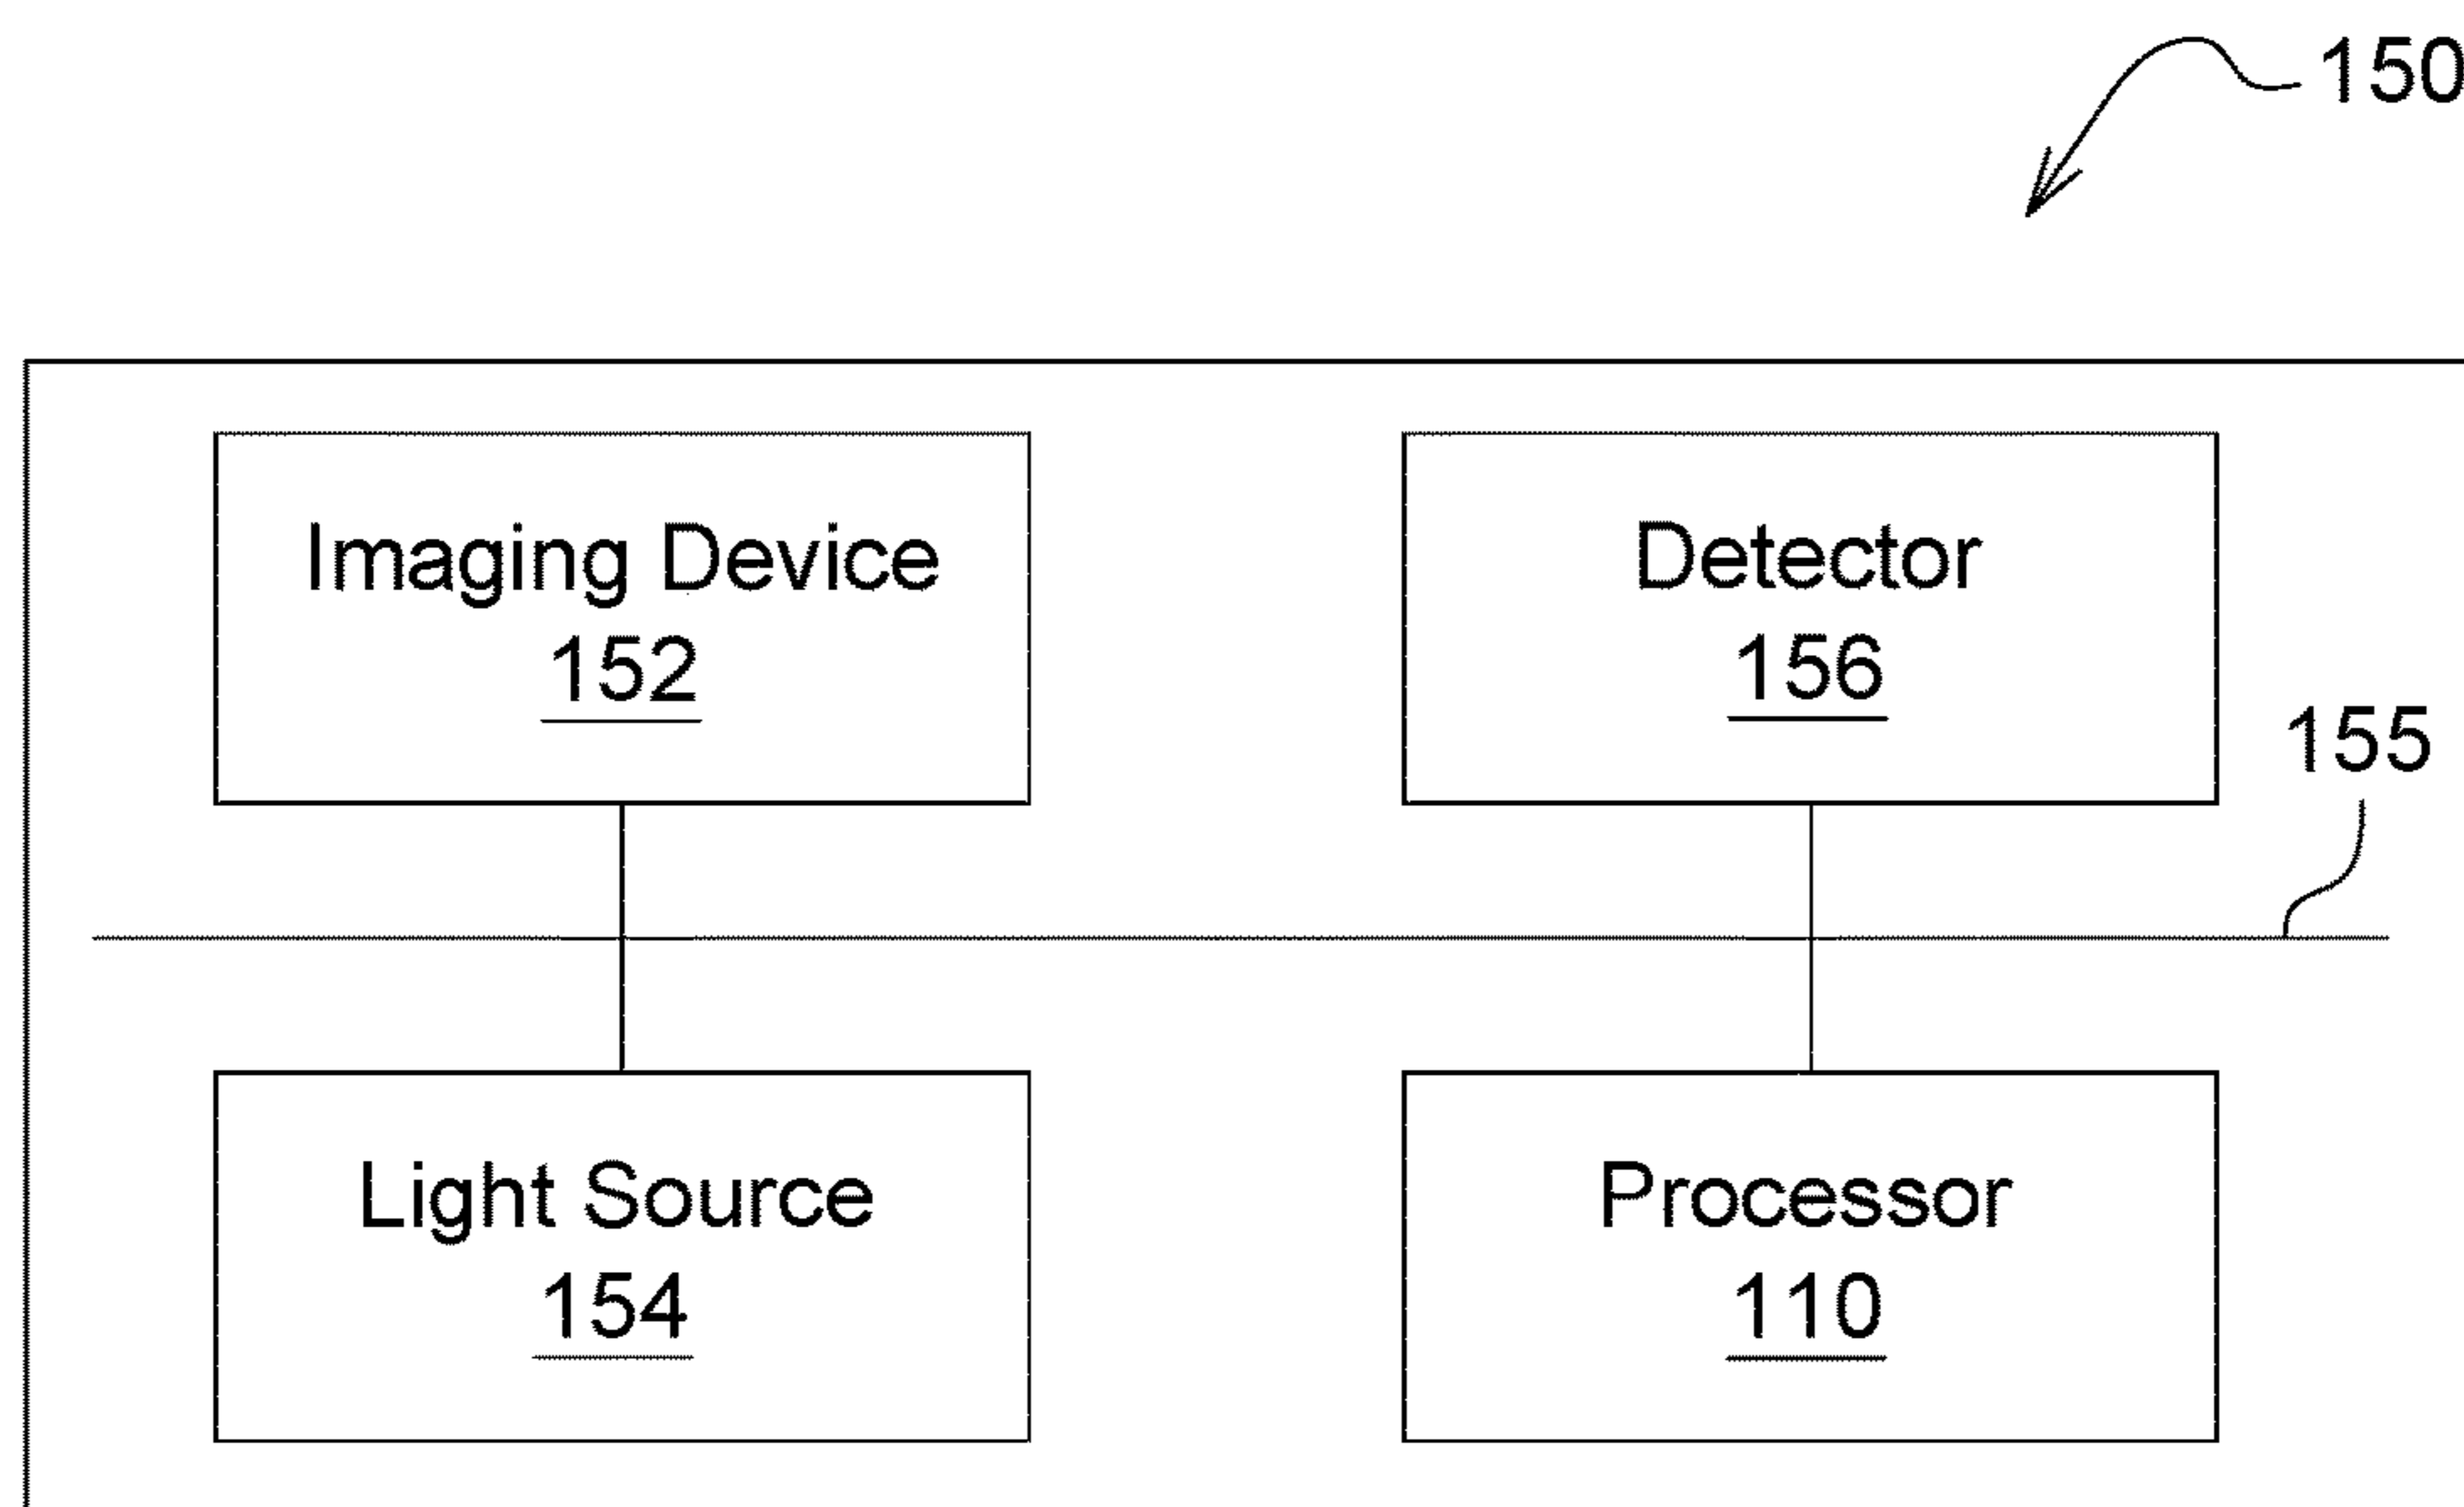 150
Imaging Device
152
Detector
156
155
Light Source
154
Processor
110